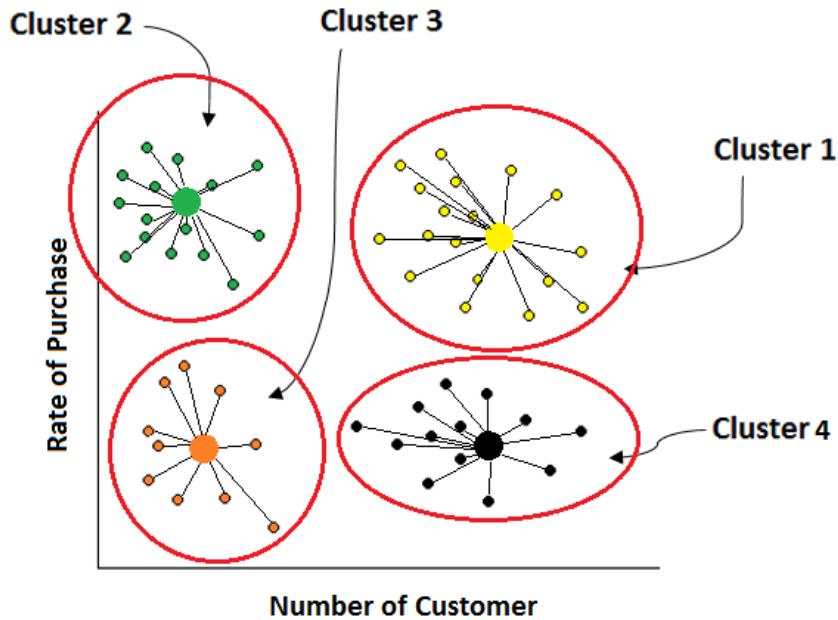 Cluster 2
Cluster 3
Cluster 1
Rate of Purchase
Cluster 4
Number of Customer